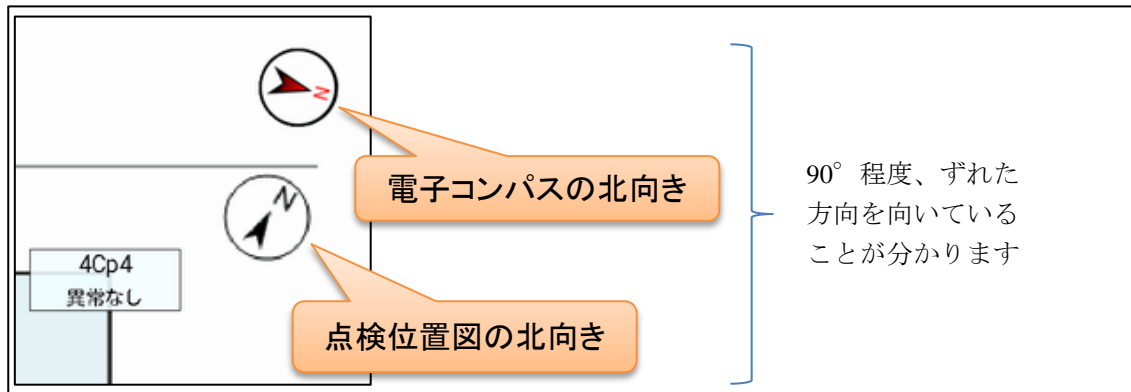 N
電子コンパスの北向き
N
4Cp4
異常なし
点検位置図の北向き
90°程度、ずれた
方向を向いている
ことが分かります